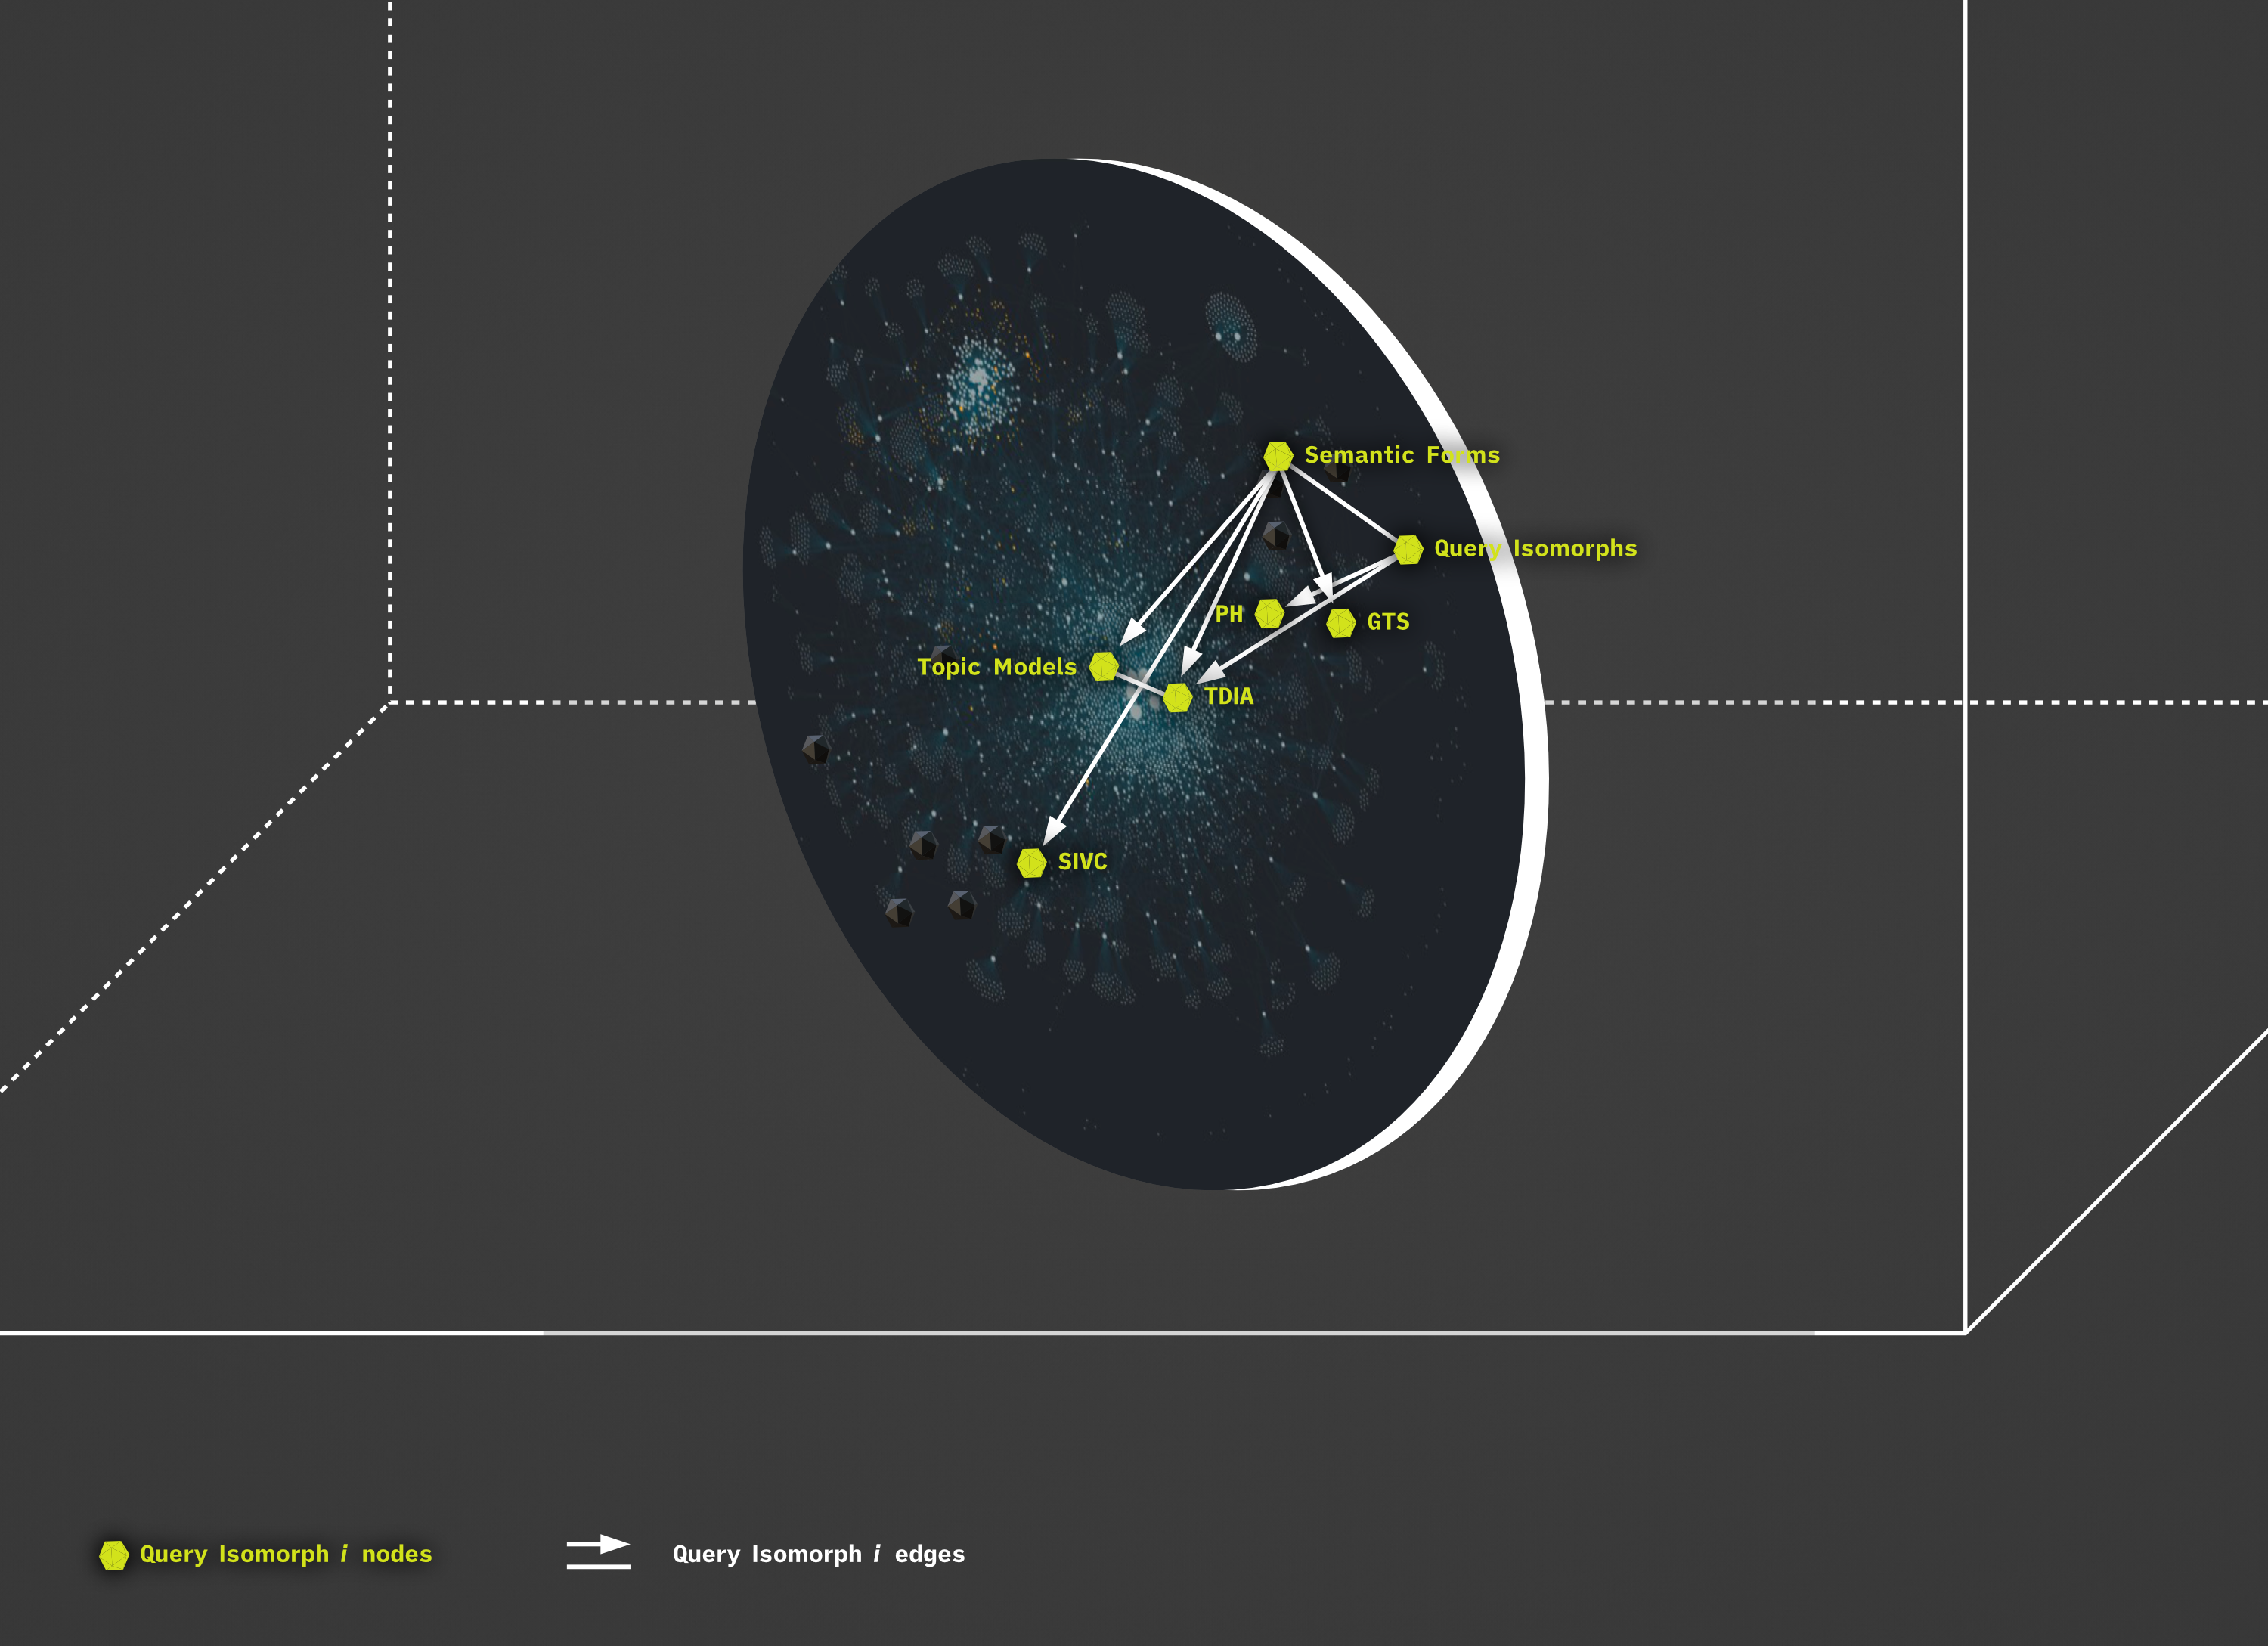 Semantic Forms
Query Isomorphs
PH
GTS
Topic Models
TDIA
SIVC
Query Isomorph i nodes
Query Isomorph i edges